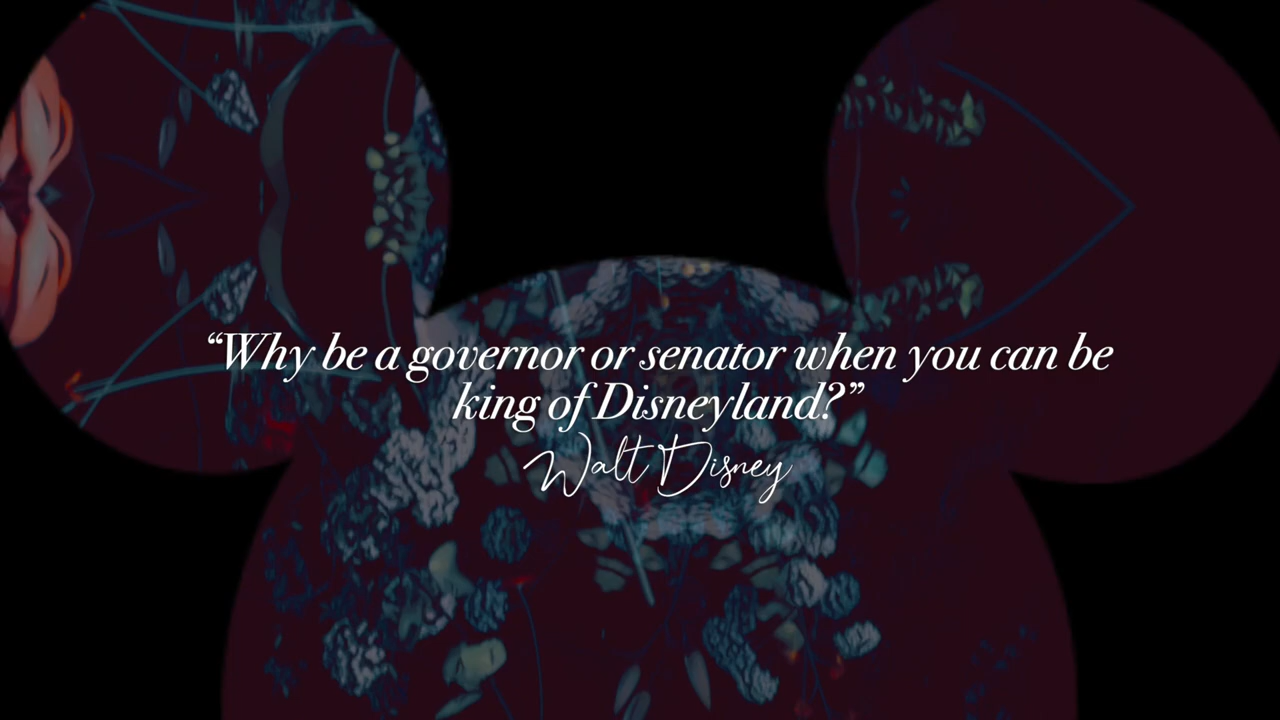 “Why be a governor or senator when you can be
king of Disneyland?”
Walt Disney